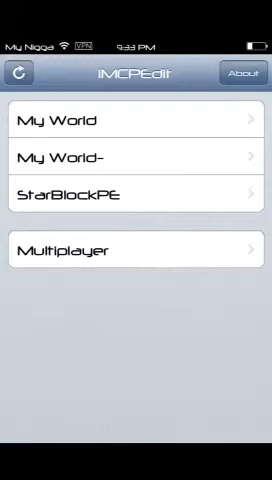 My Nigga VPN 9:33 PM
iMCPEdit About
My World
My World-
StarBlockPE
Multiplayer